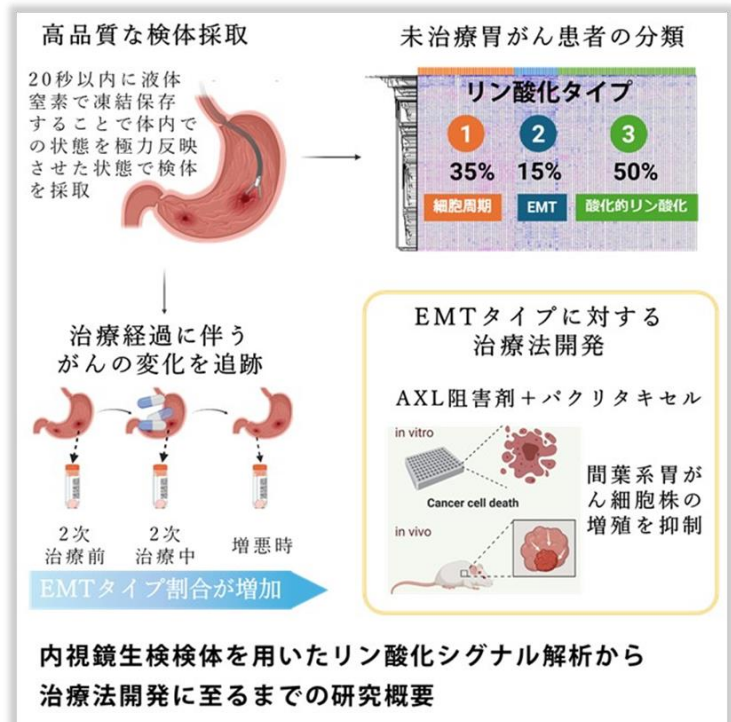 高品質な検体採取
20秒以内に液体
窒素で凍結保存
することで体内で
の状態を極力反映
させた状態で検体
を採取
未治療胃がん患者の分類
リン酸化タイプ
1 2 3
35% 15% 50%
細胞周期 EMT 酸化的リン酸化
治療経過に伴う
がんの変化を追跡
2次
治療前
2次
治療中
増悪時
EMTタイプ割合が増加
EMTタイプに対する
治療法開発
AXL阻害剤＋パクリタキセル
in vitro
Cancer cell death
in vivo
間葉系胃が
ん細胞株の
増殖を抑制
内視鏡生検検体を用いたリン酸化シグナル解析から
治療法開発に至るまでの研究概要